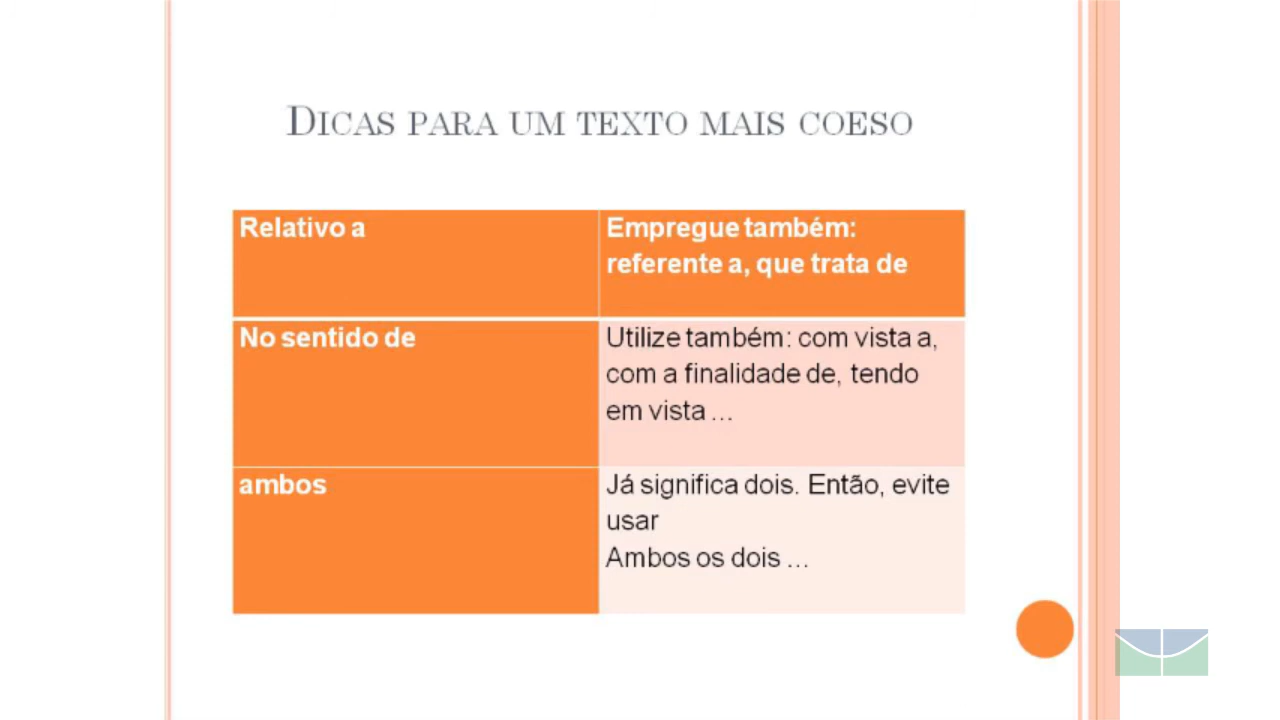 Dicas para um texto mais coeso
Relativo a
Empregue também:
referente a, que trata de
No sentido de
Utilize também: com vista a,
com a finalidade de, tendo
em vista ...
ambos
Já significa dois. Então, evite
usar
Ambos os dois ...